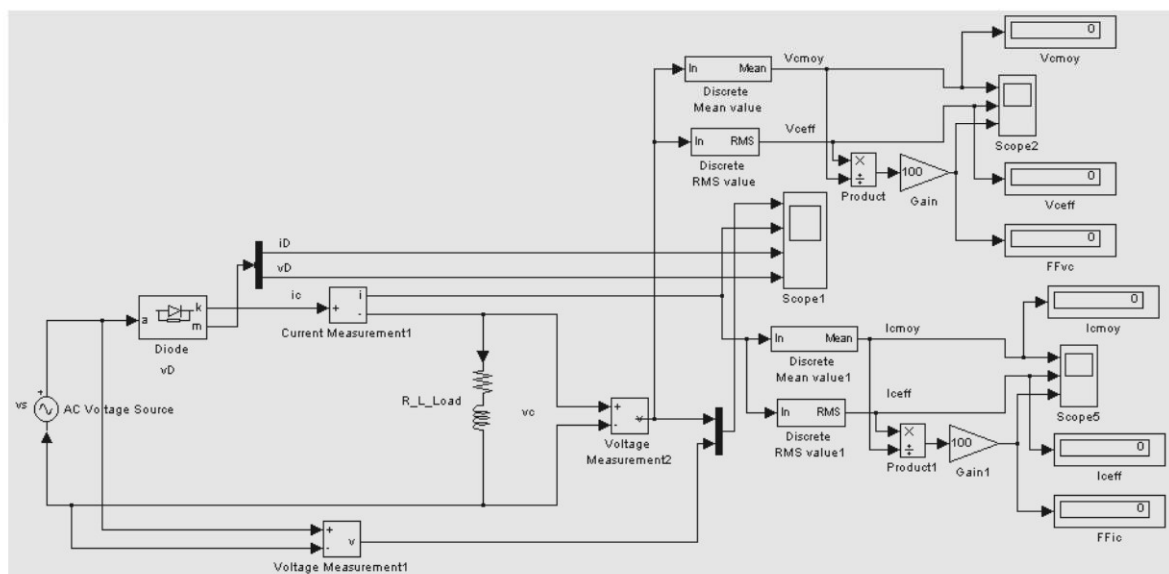 0
Vcmoy
Vcmoy
In Mean
Discrete
Mean value
Vceff
In RMS
Discrete
RMS value
Scope2
×
÷
Product
100
Gain
0
Vceff
0
FFvc
iD
vD
Scope1
ic
a k
m
Diode
vD
+ i
-
Current Measurement1
vs
+
AC Voltage Source
R_L_Load
vc
+
-
v
Voltage
Measurement2
+
-
v
Voltage Measurement1
0
Icmoy
Icmoy
In Mean
Discrete
Mean value1
Iceff
In RMS
Discrete
RMS value1
Scope5
×
÷
Product1
100
Gain1
0
Iceff
0
FFic